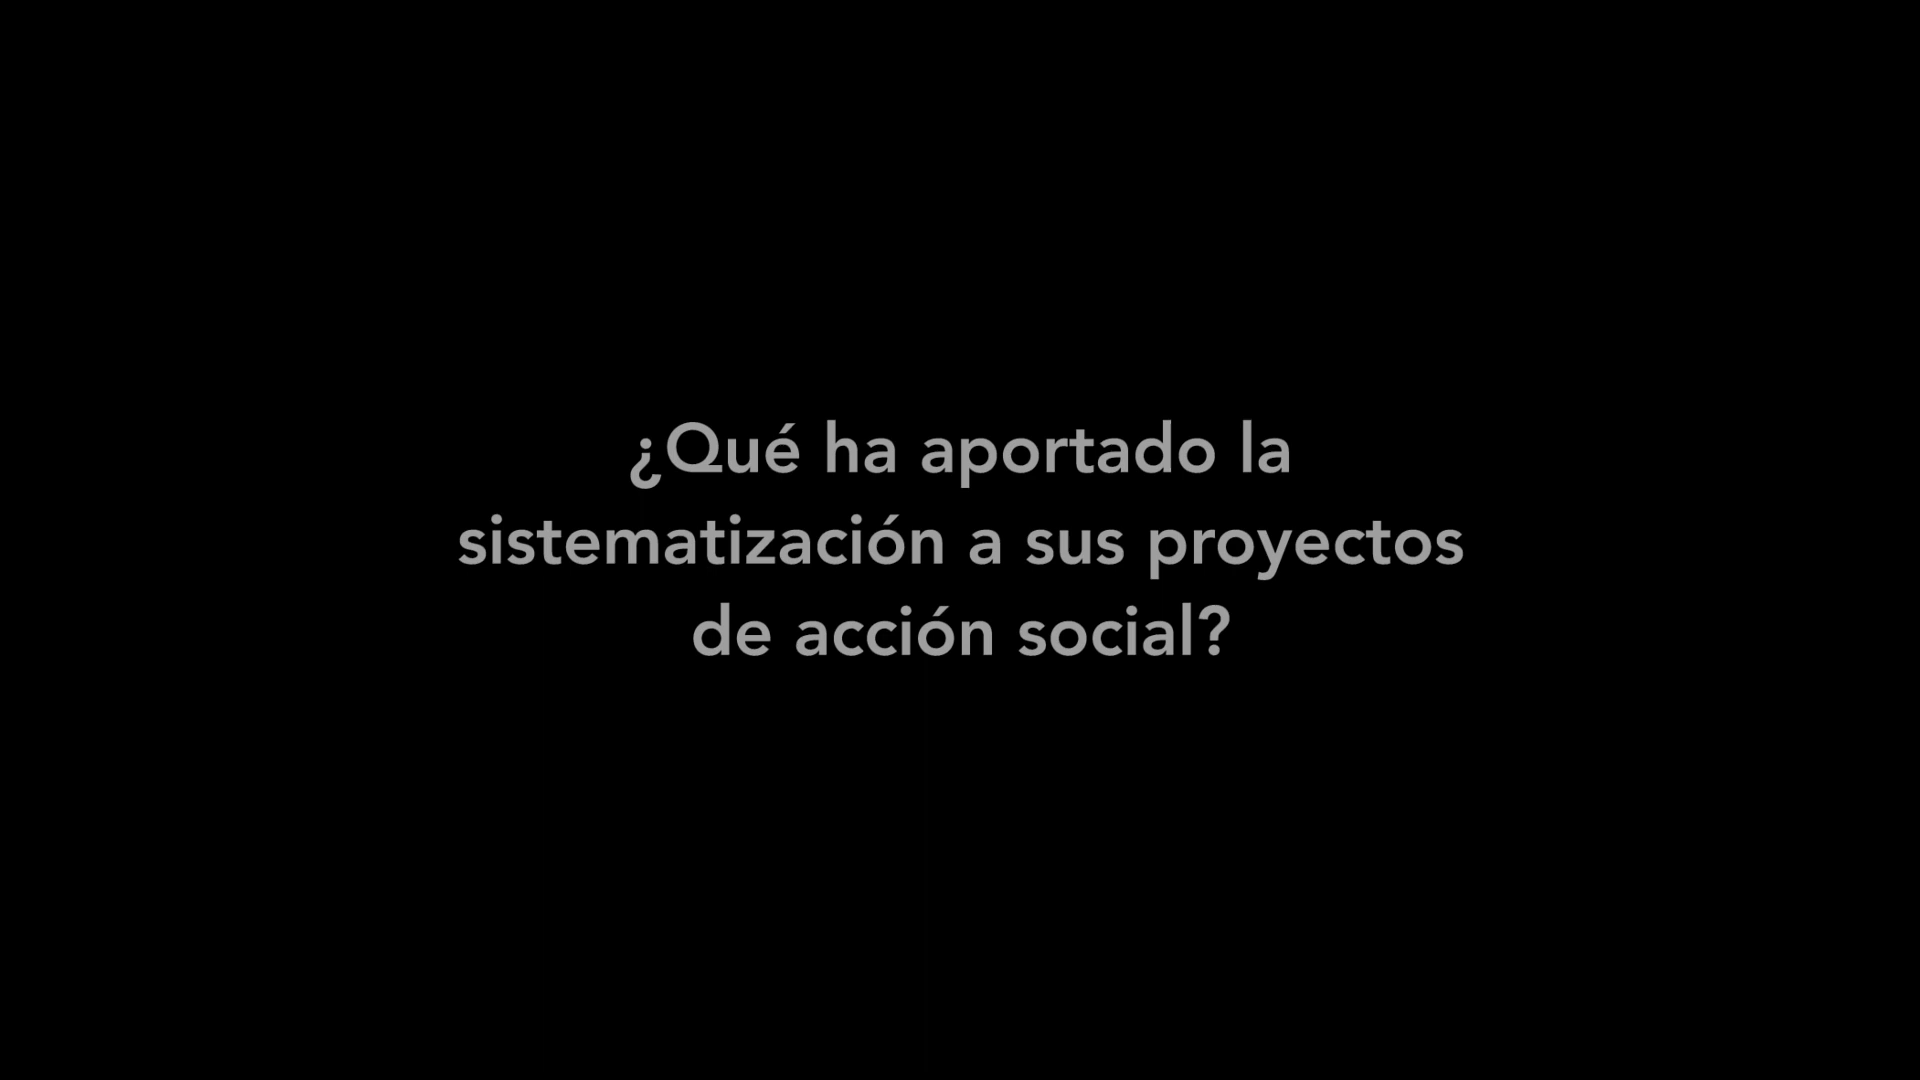 ¿Qué ha aportado la
sistematización a sus proyectos
de acción social?